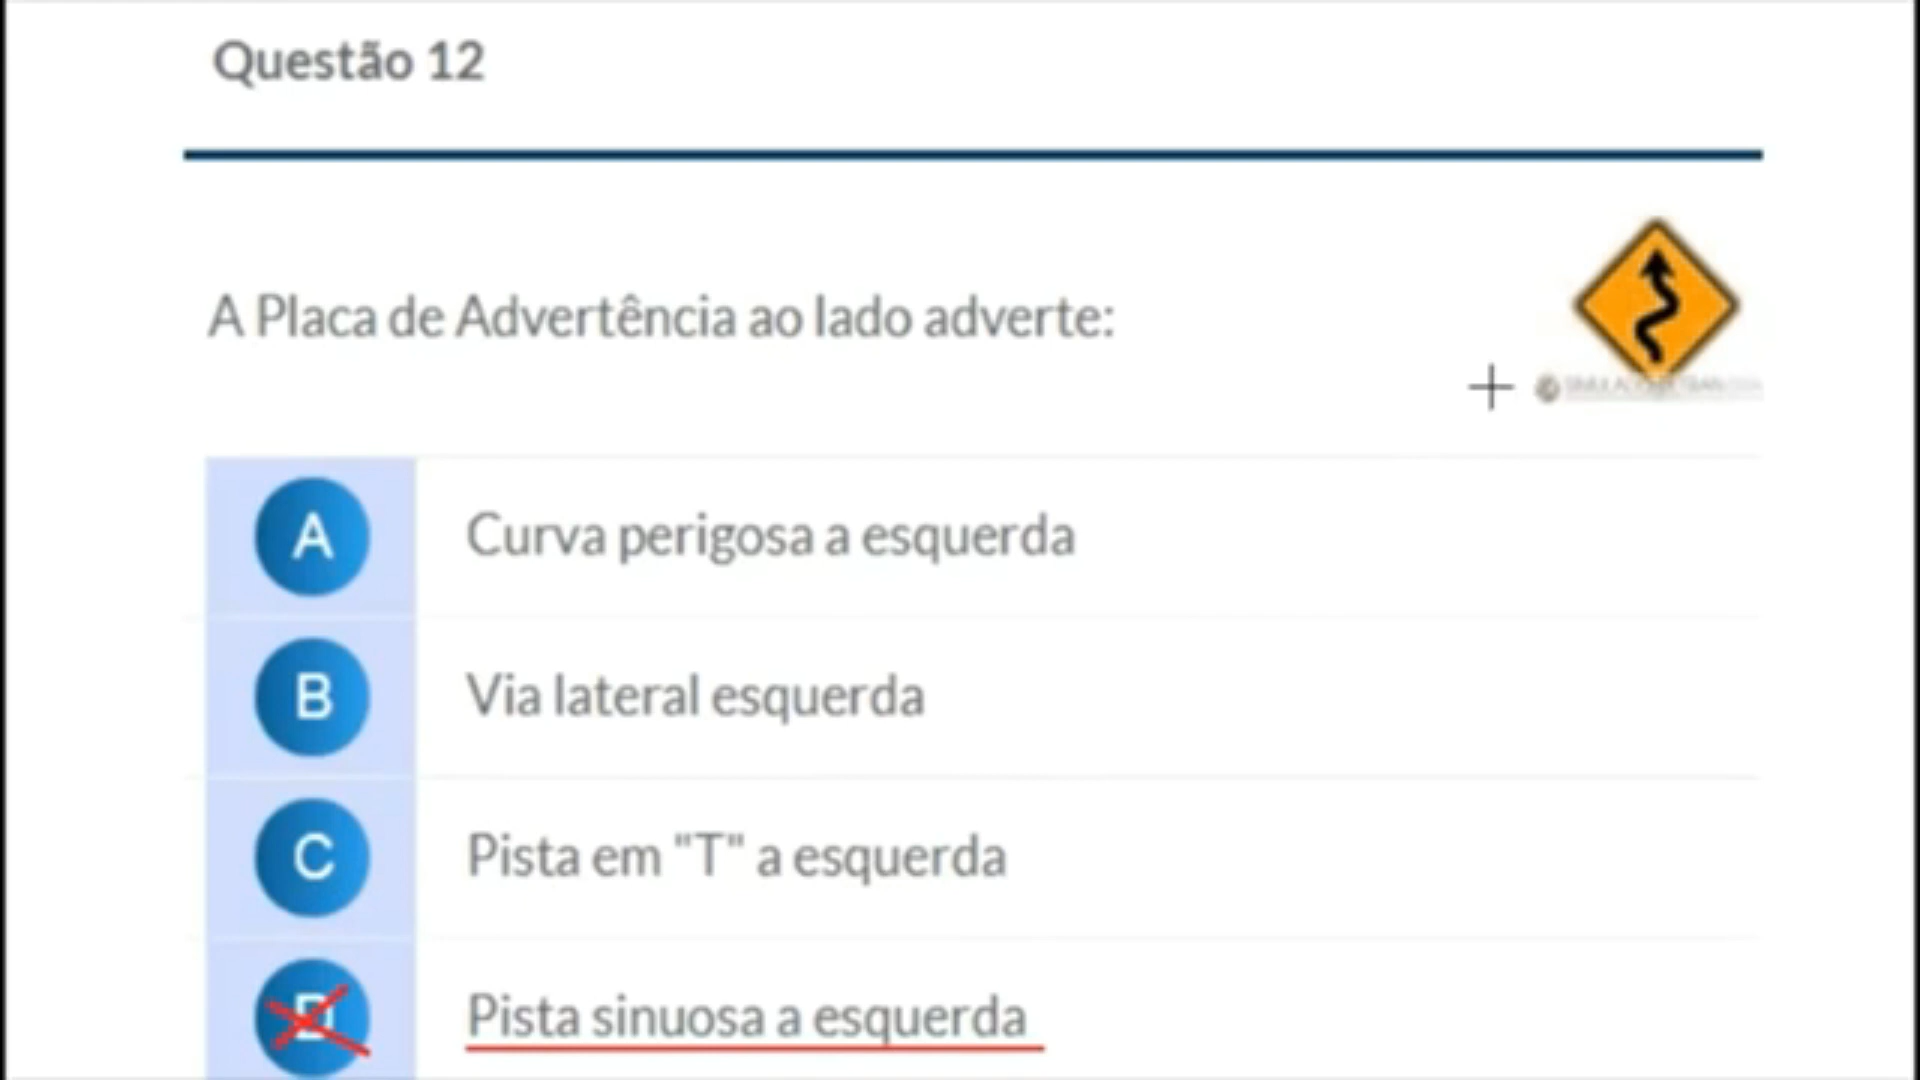 Questão 12
A Placa de Advertência ao lado adverte:
A Curva perigosa a esquerda
B Via lateral esquerda
C Pista em "T" a esquerda
D Pista sinuosa a esquerda